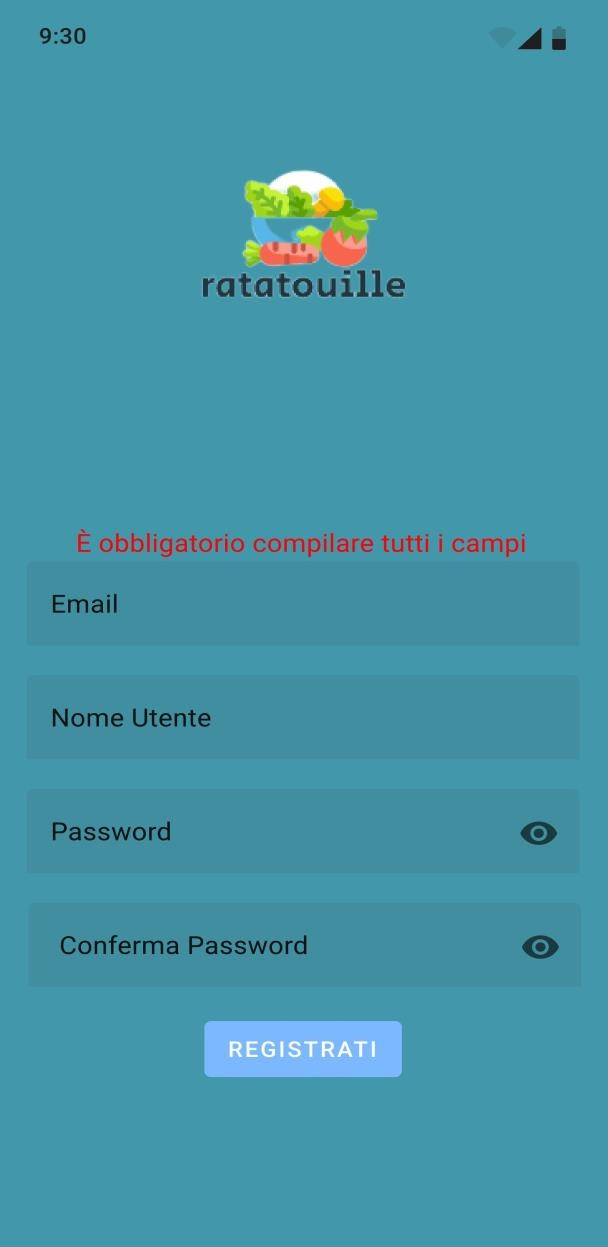 9:30
ratatouille
È obbligatorio compilare tutti i campi
Email
Nome Utente
Password
Conferma Password
REGISTRATI